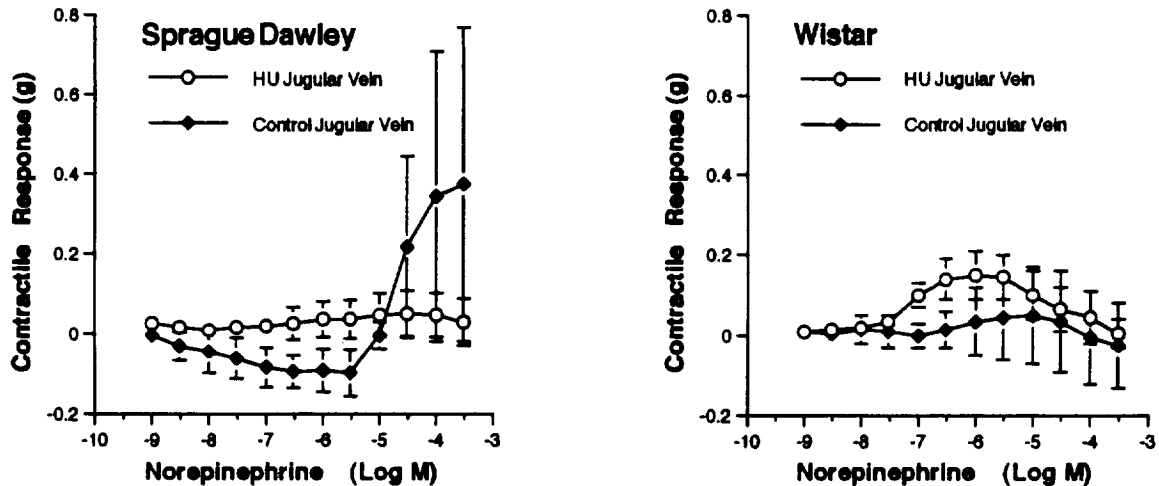 Sprague Dawley
HU Jugular Vein
Control Jugular Vein
Contractile Response (g)
0.8
0.6
0.4
0.2
0
-0.2
-10 -9 -8 -7 -6 -5 -4 -3
Norepinephrine (Log M)
Wistar
HU Jugular Vein
Control Jugular Vein
Contractile Response (g)
0.8
0.6
0.4
0.2
0
-0.2
-10 -9 -8 -7 -6 -5 -4 -3
Norepinephrine (Log M)